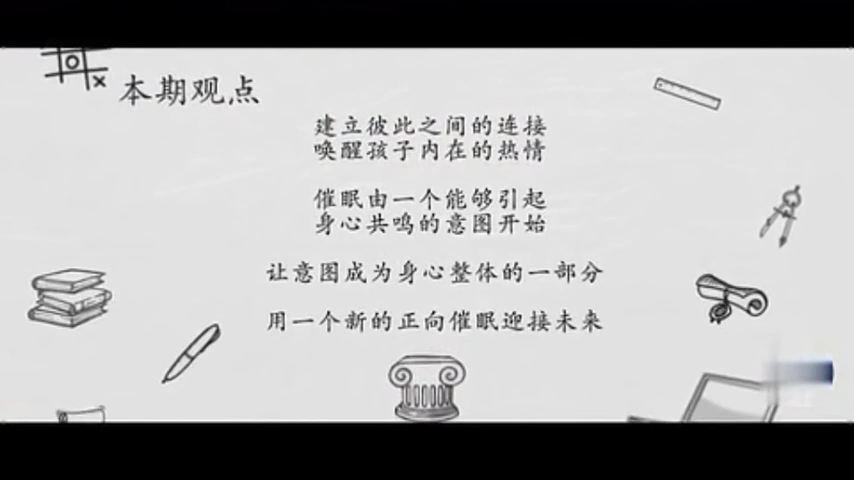 本期观点
建立彼此之间的连接
唤醒孩子内在的热情
催眠由一个能够引起
身心共鸣的意图开始
让意图成为身心整体的一部分
用一个新的正向催眠迎接未来